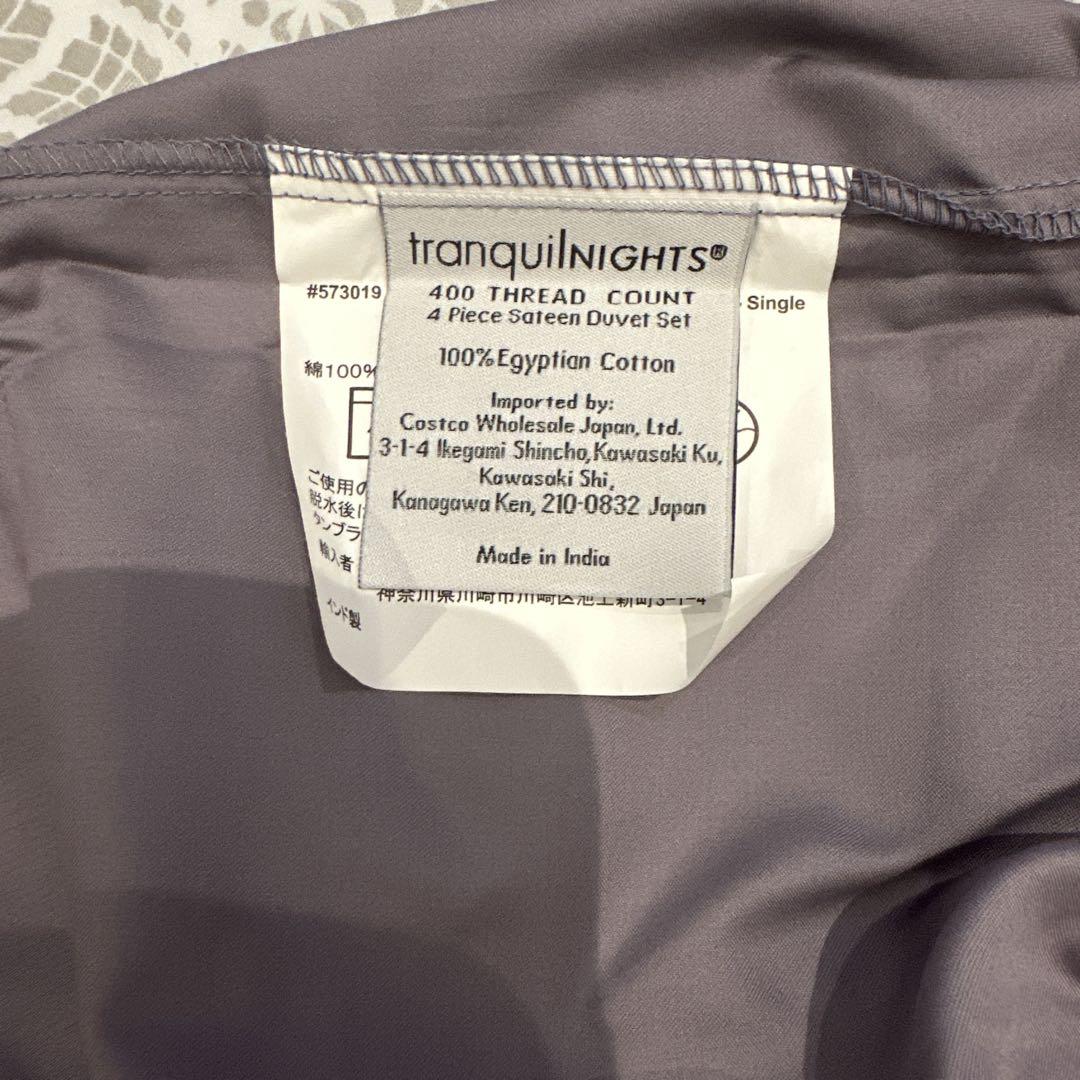 tranquilNIGHTS®
400 THREAD COUNT
4 Piece Sateen Duvet Set
100% Egyptian Cotton
Imported by:
Costco Wholesale Japan, Ltd.
3-1-4 Ikegami Shincho, Kawasaki Ku,
Kawasaki Shi,
Kanagawa Ken, 210-0832 Japan
Made in India
#573019
Single
綿100%
ご使用の
脱水後に
タンブラ
輸入者
神奈川県川崎市川崎区池上新町3-1-4
インド製